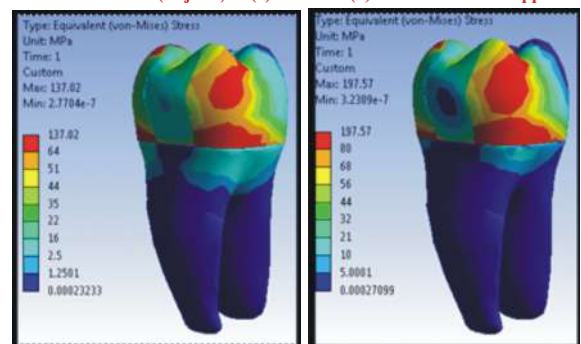 Type: Equivalent (von-Mises) Stress
Unit: MPa
Time: 1
Custom
Max: 137.02
Min: 2.7704e-7
137.02
64
51
44
35
22
16
2.5
1.2501
0.00023233
Type: Equivalent (von-Mises) Stress
Unit: MPa
Time: 1
Custom
Max: 197.57
Min: 3.2309e-7
197.57
80
68
56
44
32
21
10
5.0001
0.00027099